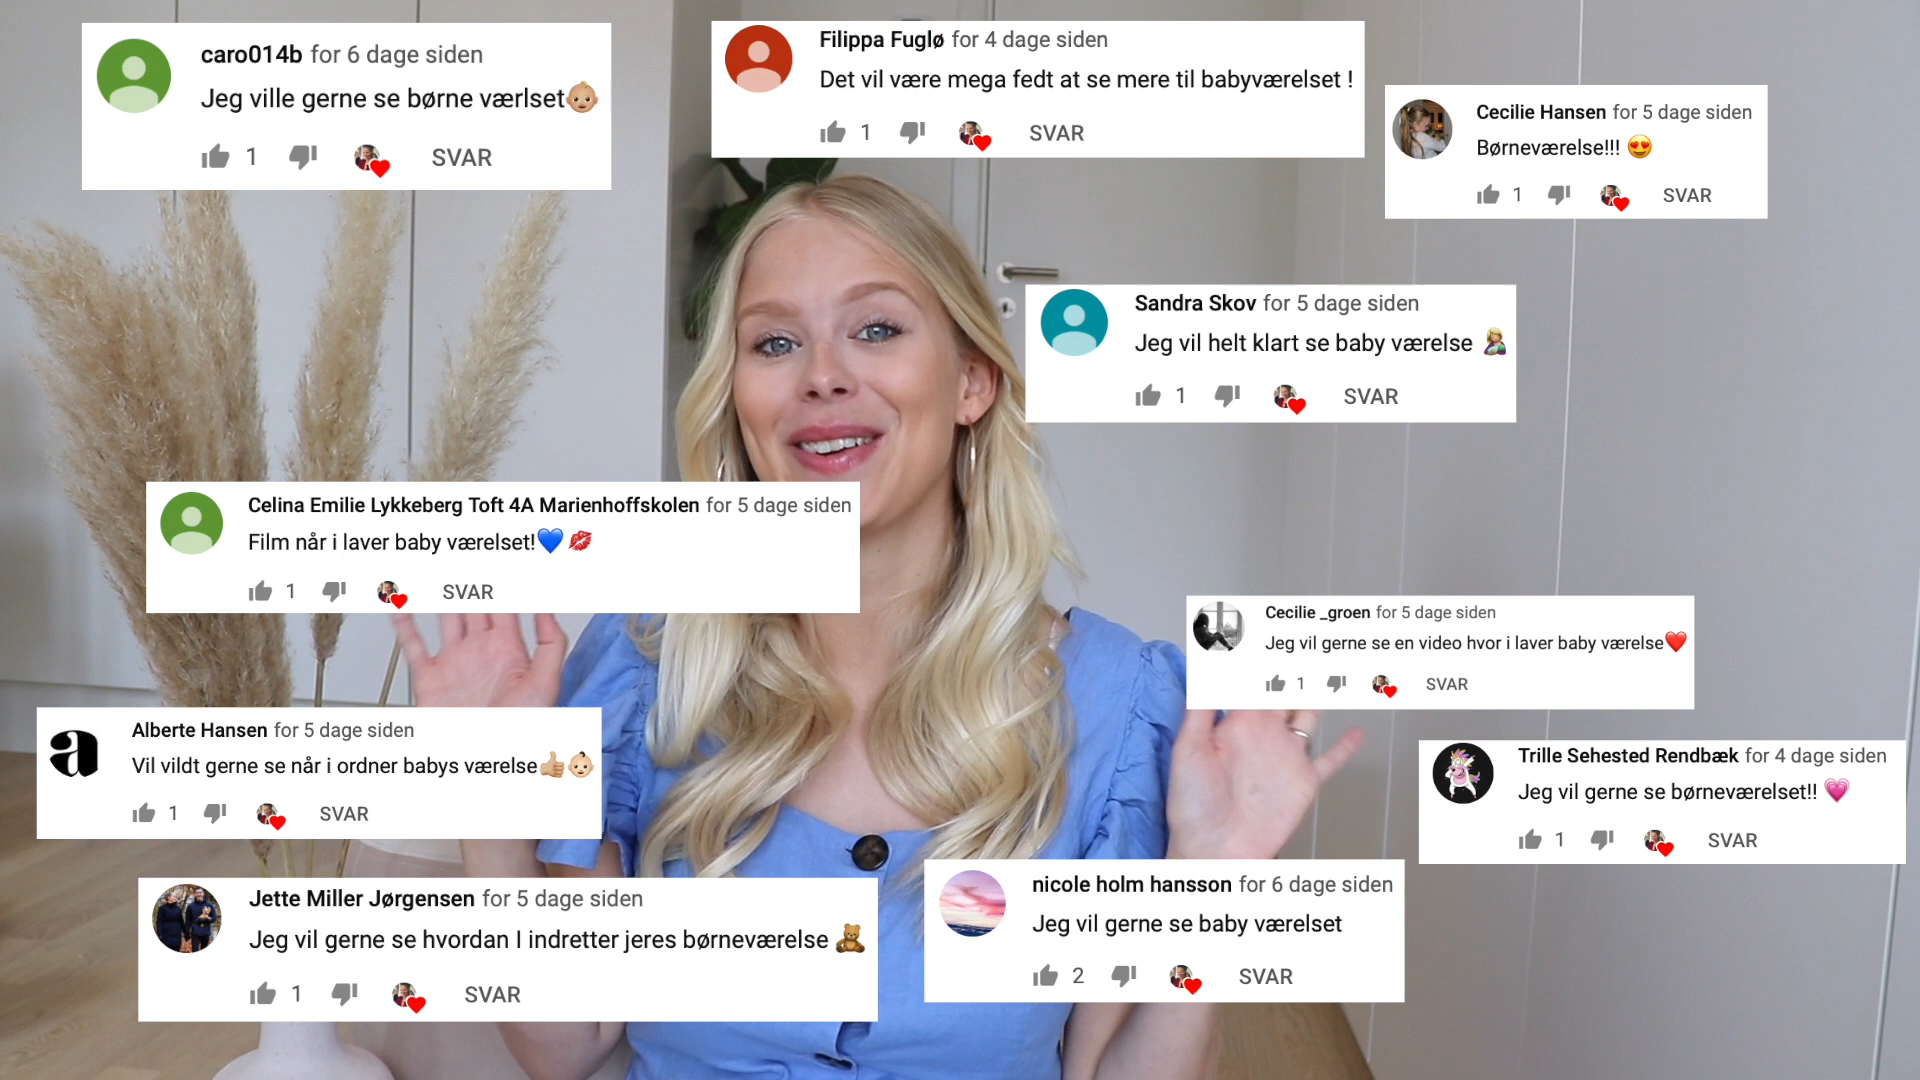 caro014b for 6 dage siden
Jeg ville gerne se børne værlset👶🏼
1 SVAR
Filippa Fuglø for 4 dage siden
Det vil være mega fedt at se mere til babyværelset !
1 SVAR
Cecilie Hansen for 5 dage siden
Børneværelse!!! 😍
1 SVAR
Sandra Skov for 5 dage siden
Jeg vil helt klart se baby værelse 🤱🏼
1 SVAR
Celina Emilie Lykkeberg Toft 4A Marienhoffskolen for 5 dage siden
Film når i laver baby værelset!💙💋
1 SVAR
Cecilie _groen for 5 dage siden
Jeg vil gerne se en video hvor i laver baby værelse❤️
1 SVAR
Alberte Hansen for 5 dage siden
Vil vildt gerne se når i ordner babys værelse👍🏼👶🏻
1 SVAR
Trille Sehested Rendbæk for 4 dage siden
Jeg vil gerne se børneværelset!! 💗
1 SVAR
Jette Miller Jørgensen for 5 dage siden
Jeg vil gerne se hvordan I indretter jeres børneværelse 🧸
1 SVAR
nicole holm hansson for 6 dage siden
Jeg vil gerne se baby værelset
2 SVAR
a